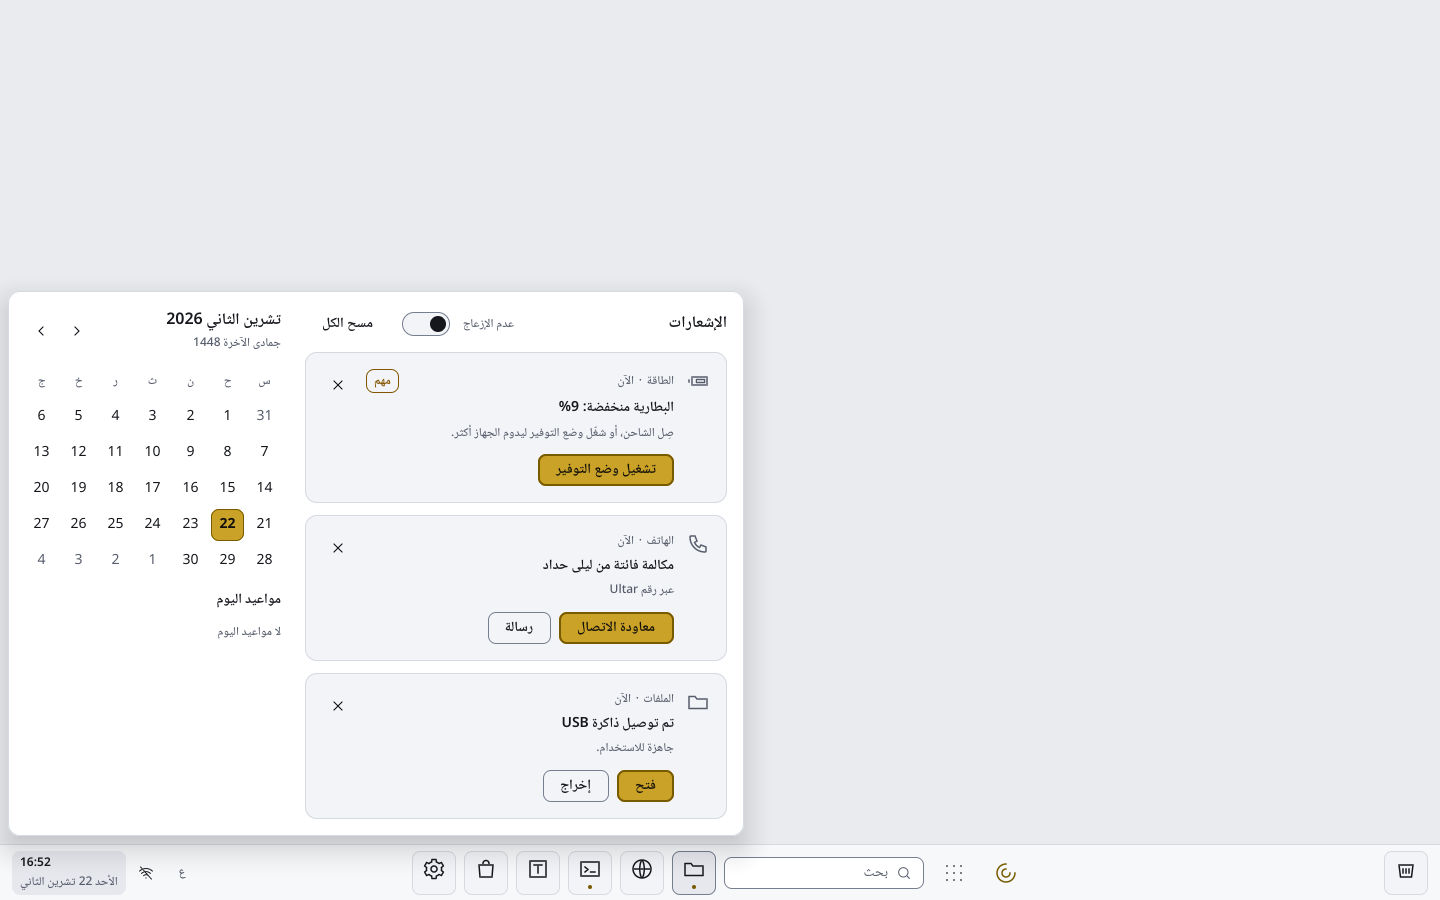 الإشعارات
عدم الإزعاج
مسح الكل
الطاقة · الآن
مهم
البطارية منخفضة: 9%
صِل الشاحن، أو شغّل وضع التوفير ليدوم الجهاز أكثر.
تشغيل وضع التوفير
الهاتف · الآن
مكالمة فائتة من ليلى حداد
عبر رقم Ultar
معاودة الاتصال
رسالة
الملفات · الآن
تم توصيل ذاكرة USB
جاهزة للاستخدام.
فتح
إخراج
تشرين الثاني 2026
جمادى الآخرة 1448
س ح ن ث ر خ ج
31 1 2 3 4 5 6
7 8 9 10 11 12 13
14 15 16 17 18 19 20
21 22 23 24 25 26 27
28 29 30 1 2 3 4
مواعيد اليوم
لا مواعيد اليوم
بحث
ع
16:52
الأحد 22 تشرين الثاني